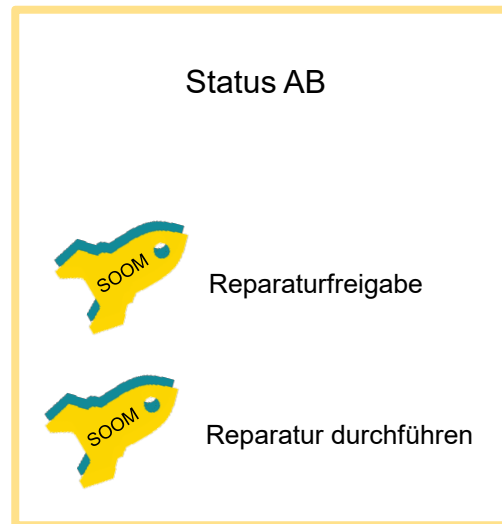 Status AB
SOOM
Reparaturfreigabe
SOOM
Reparatur durchführen